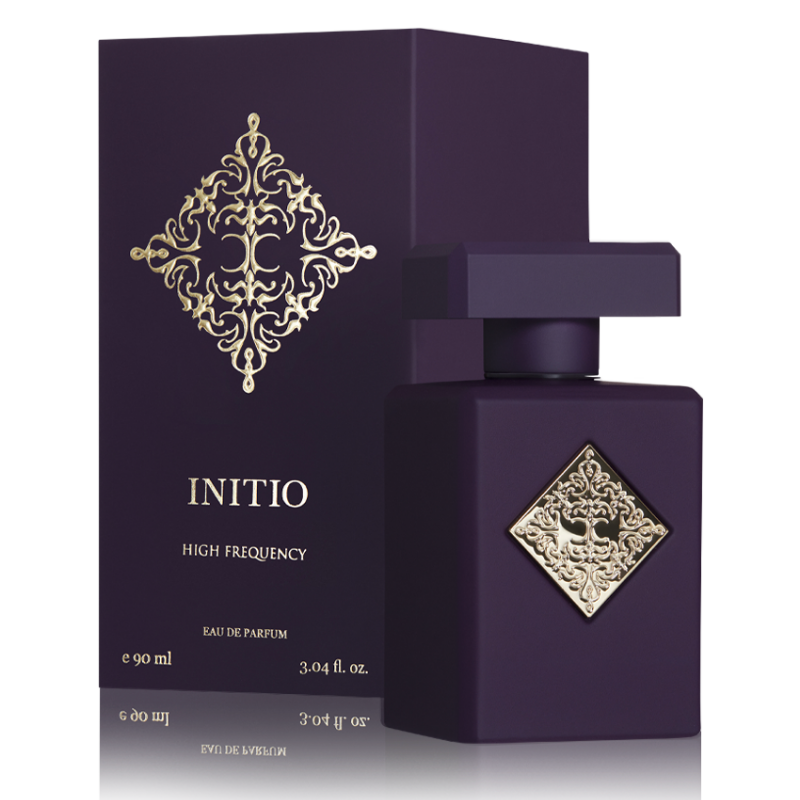 INITIO
HIGH FREQUENCY
EAU DE PARFUM
e 90 ml
3.04 fl. oz.